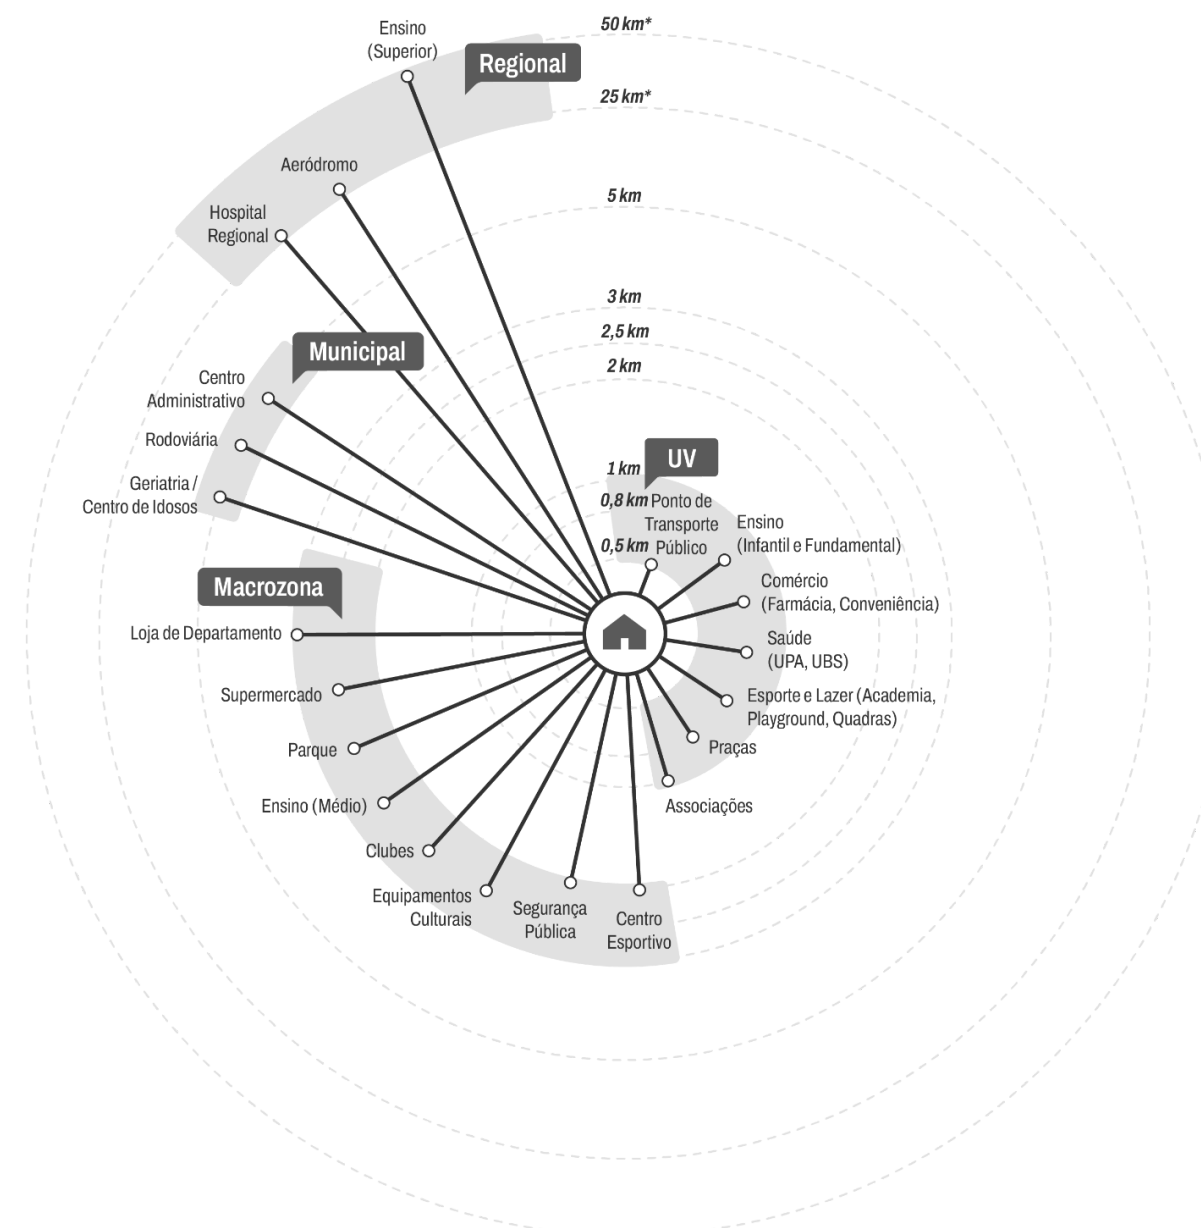 50 km*
25 km*
5 km
3 km
2,5 km
2 km
1 km
0,8 km
0,5 km
Regional
Ensino
(Superior)
Aeródromo
Hospital
Regional
Municipal
Centro
Administrativo
Rodoviária
Geriatria /
Centro de Idosos
Macrozona
Loja de Departamento
Supermercado
Parque
Ensino (Médio)
Clubes
Equipamentos
Culturais
Segurança
Pública
Centro
Esportivo
UV
Ponto de
Transporte
Público
Ensino
(Infantil e Fundamental)
Comércio
(Farmácia, Conveniência)
Saúde
(UPA, UBS)
Esporte e Lazer (Academia,
Playground, Quadras)
Praças
Associações